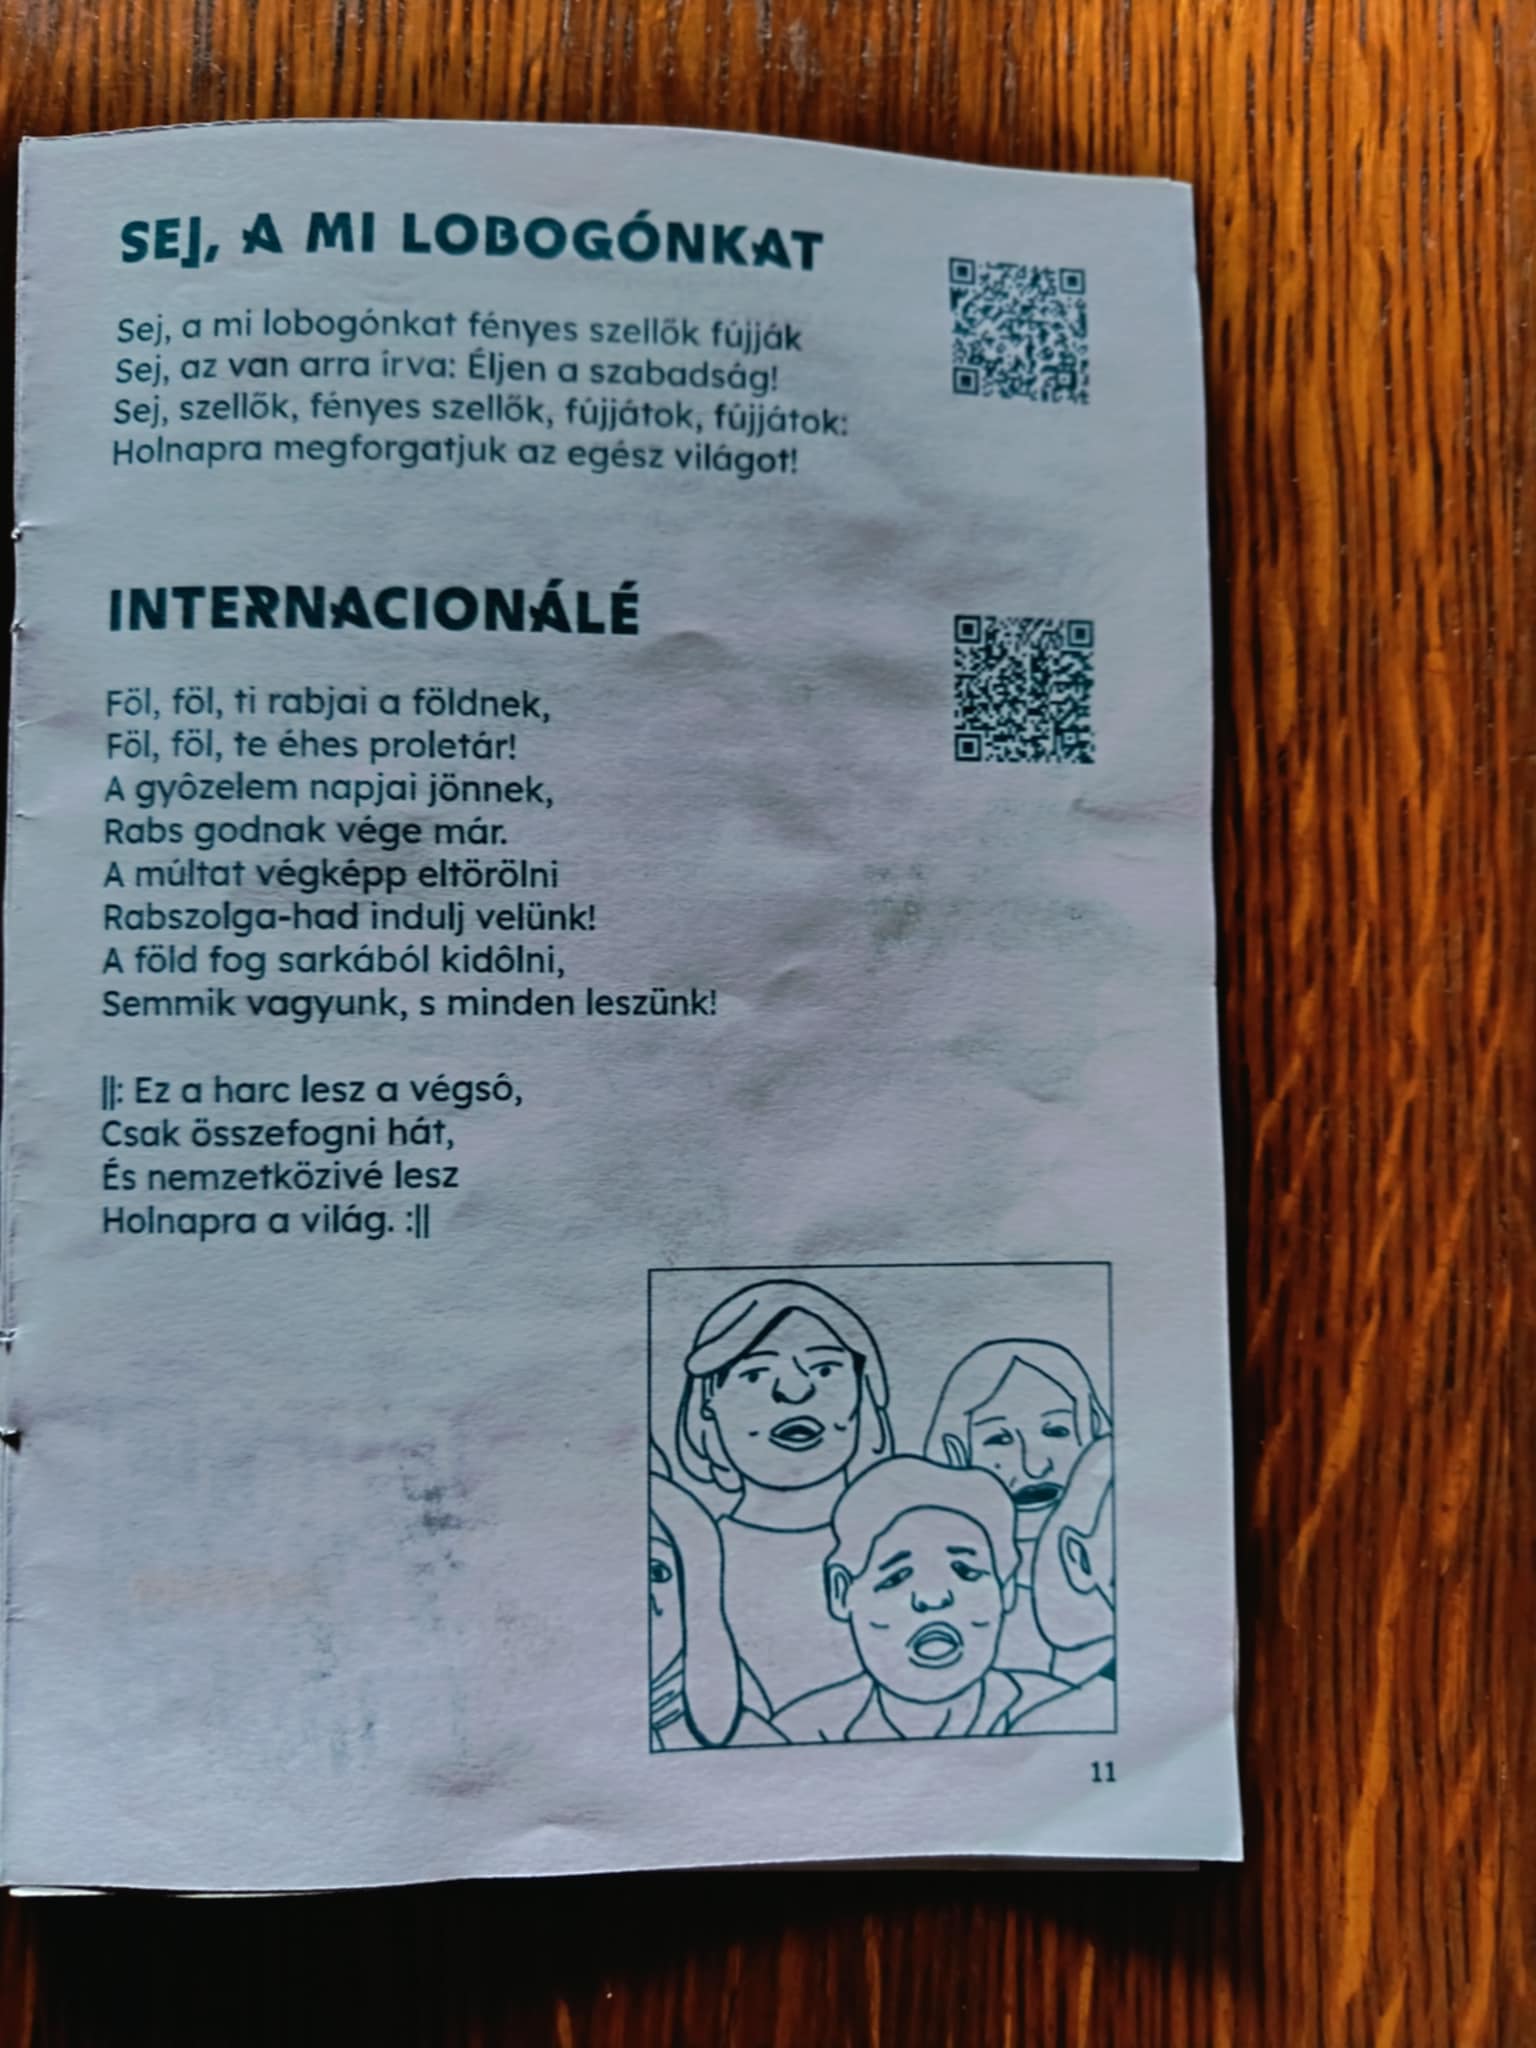 SEJ, A MI LOBOGÓNKAT
Sej, a mi lobogónkat fényes szellők fújják
Sej, az van arra írva: Éljen a szabadság!
Sej, szellők, fényes szellők, fújjátok, fújjátok:
Holnapra megforgatjuk az egész világot!
INTERNACIONÁLÉ
Föl, föl, ti rabjai a földnek,
Föl, föl, te éhes proletár!
A gyôzelem napjai jönnek,
Rabs godnak vége már.
A múltat végképp eltörölni
Rabszolga-had indulj velünk!
A föld fog sarkából kidôlni,
Semmik vagyunk, s minden leszünk!
||: Ez a harc lesz a végsô,
Csak összefogni hát,
És nemzetközivé lesz
Holnapra a világ. :||
11